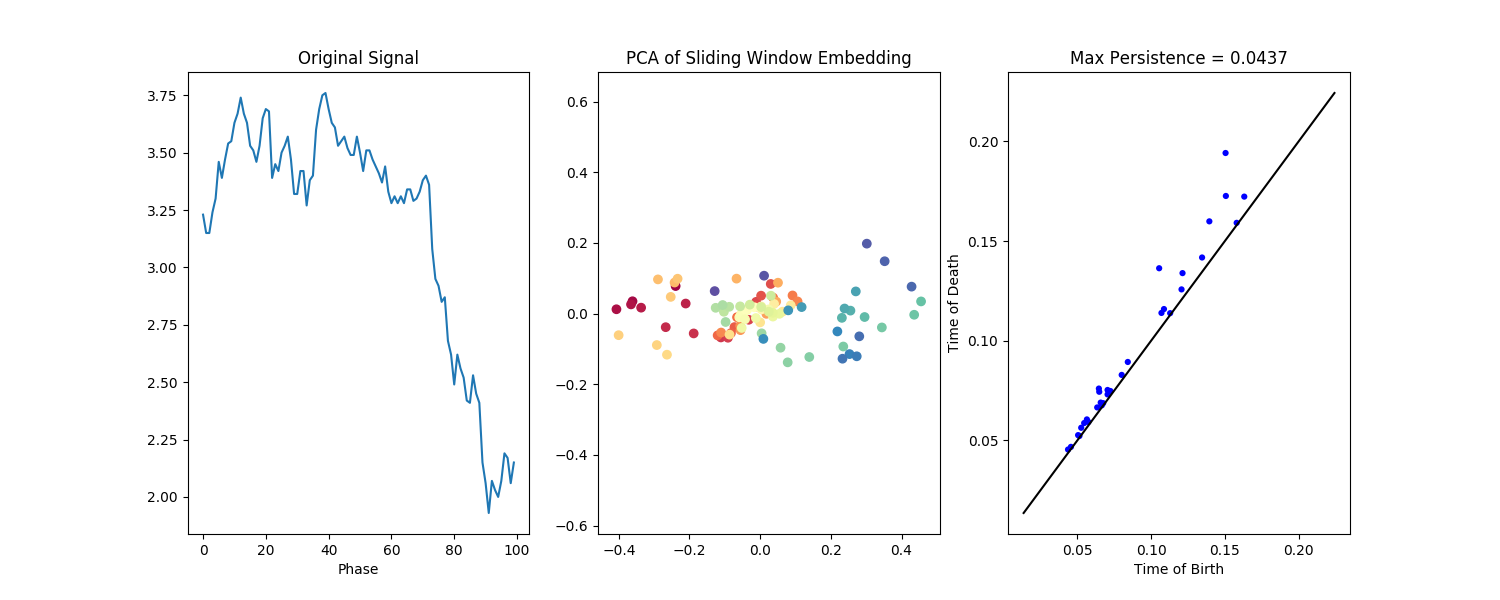 Original Signal
3.75
3.50
3.25
3.00
2.75
2.50
2.25
2.00
0 20 40 60 80 100
Phase
PCA of Sliding Window Embedding
0.6
0.4
0.2
0.0
−0.2
−0.4
−0.6
−0.4 −0.2 0.0 0.2 0.4
Max Persistence = 0.0437
Time of Death
0.20
0.15
0.10
0.05
0.05 0.10 0.15 0.20
Time of Birth